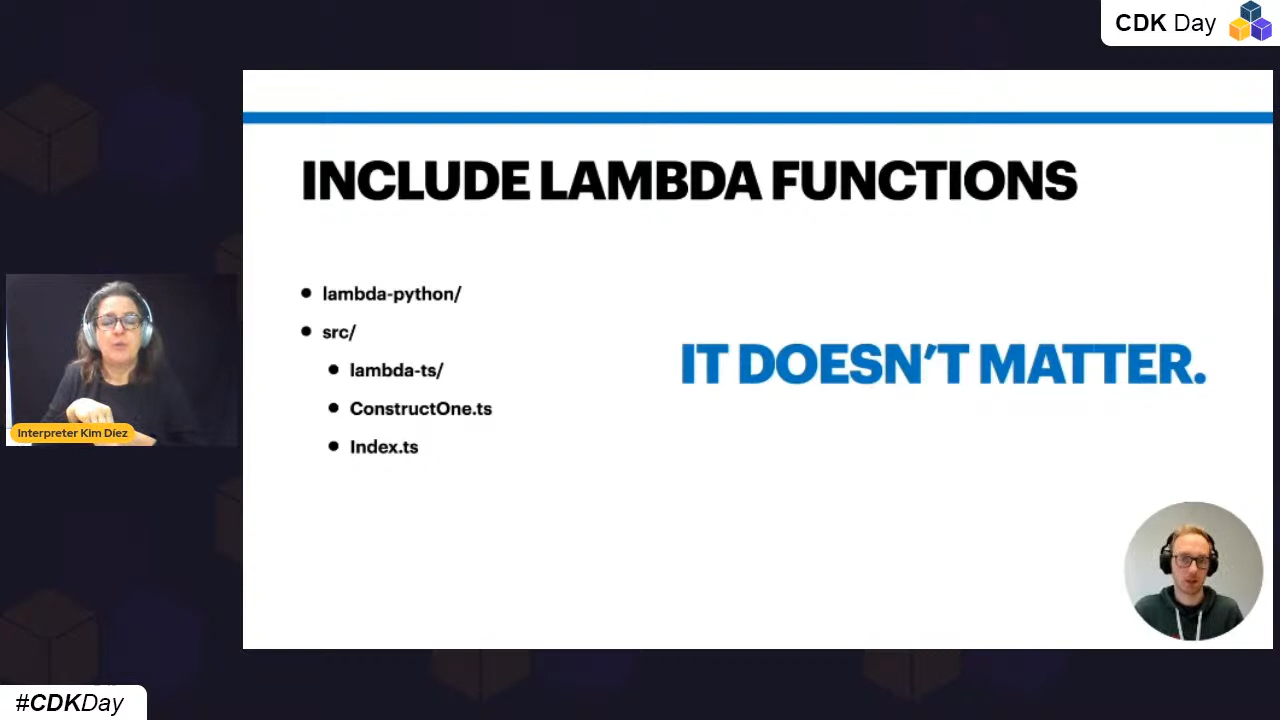 CDK Day
INCLUDE LAMBDA FUNCTIONS
lambda-python/
src/
lambda-ts/
ConstructOne.ts
Index.ts
IT DOESN’T MATTER.
Interpreter Kim Díez
#CDKDay